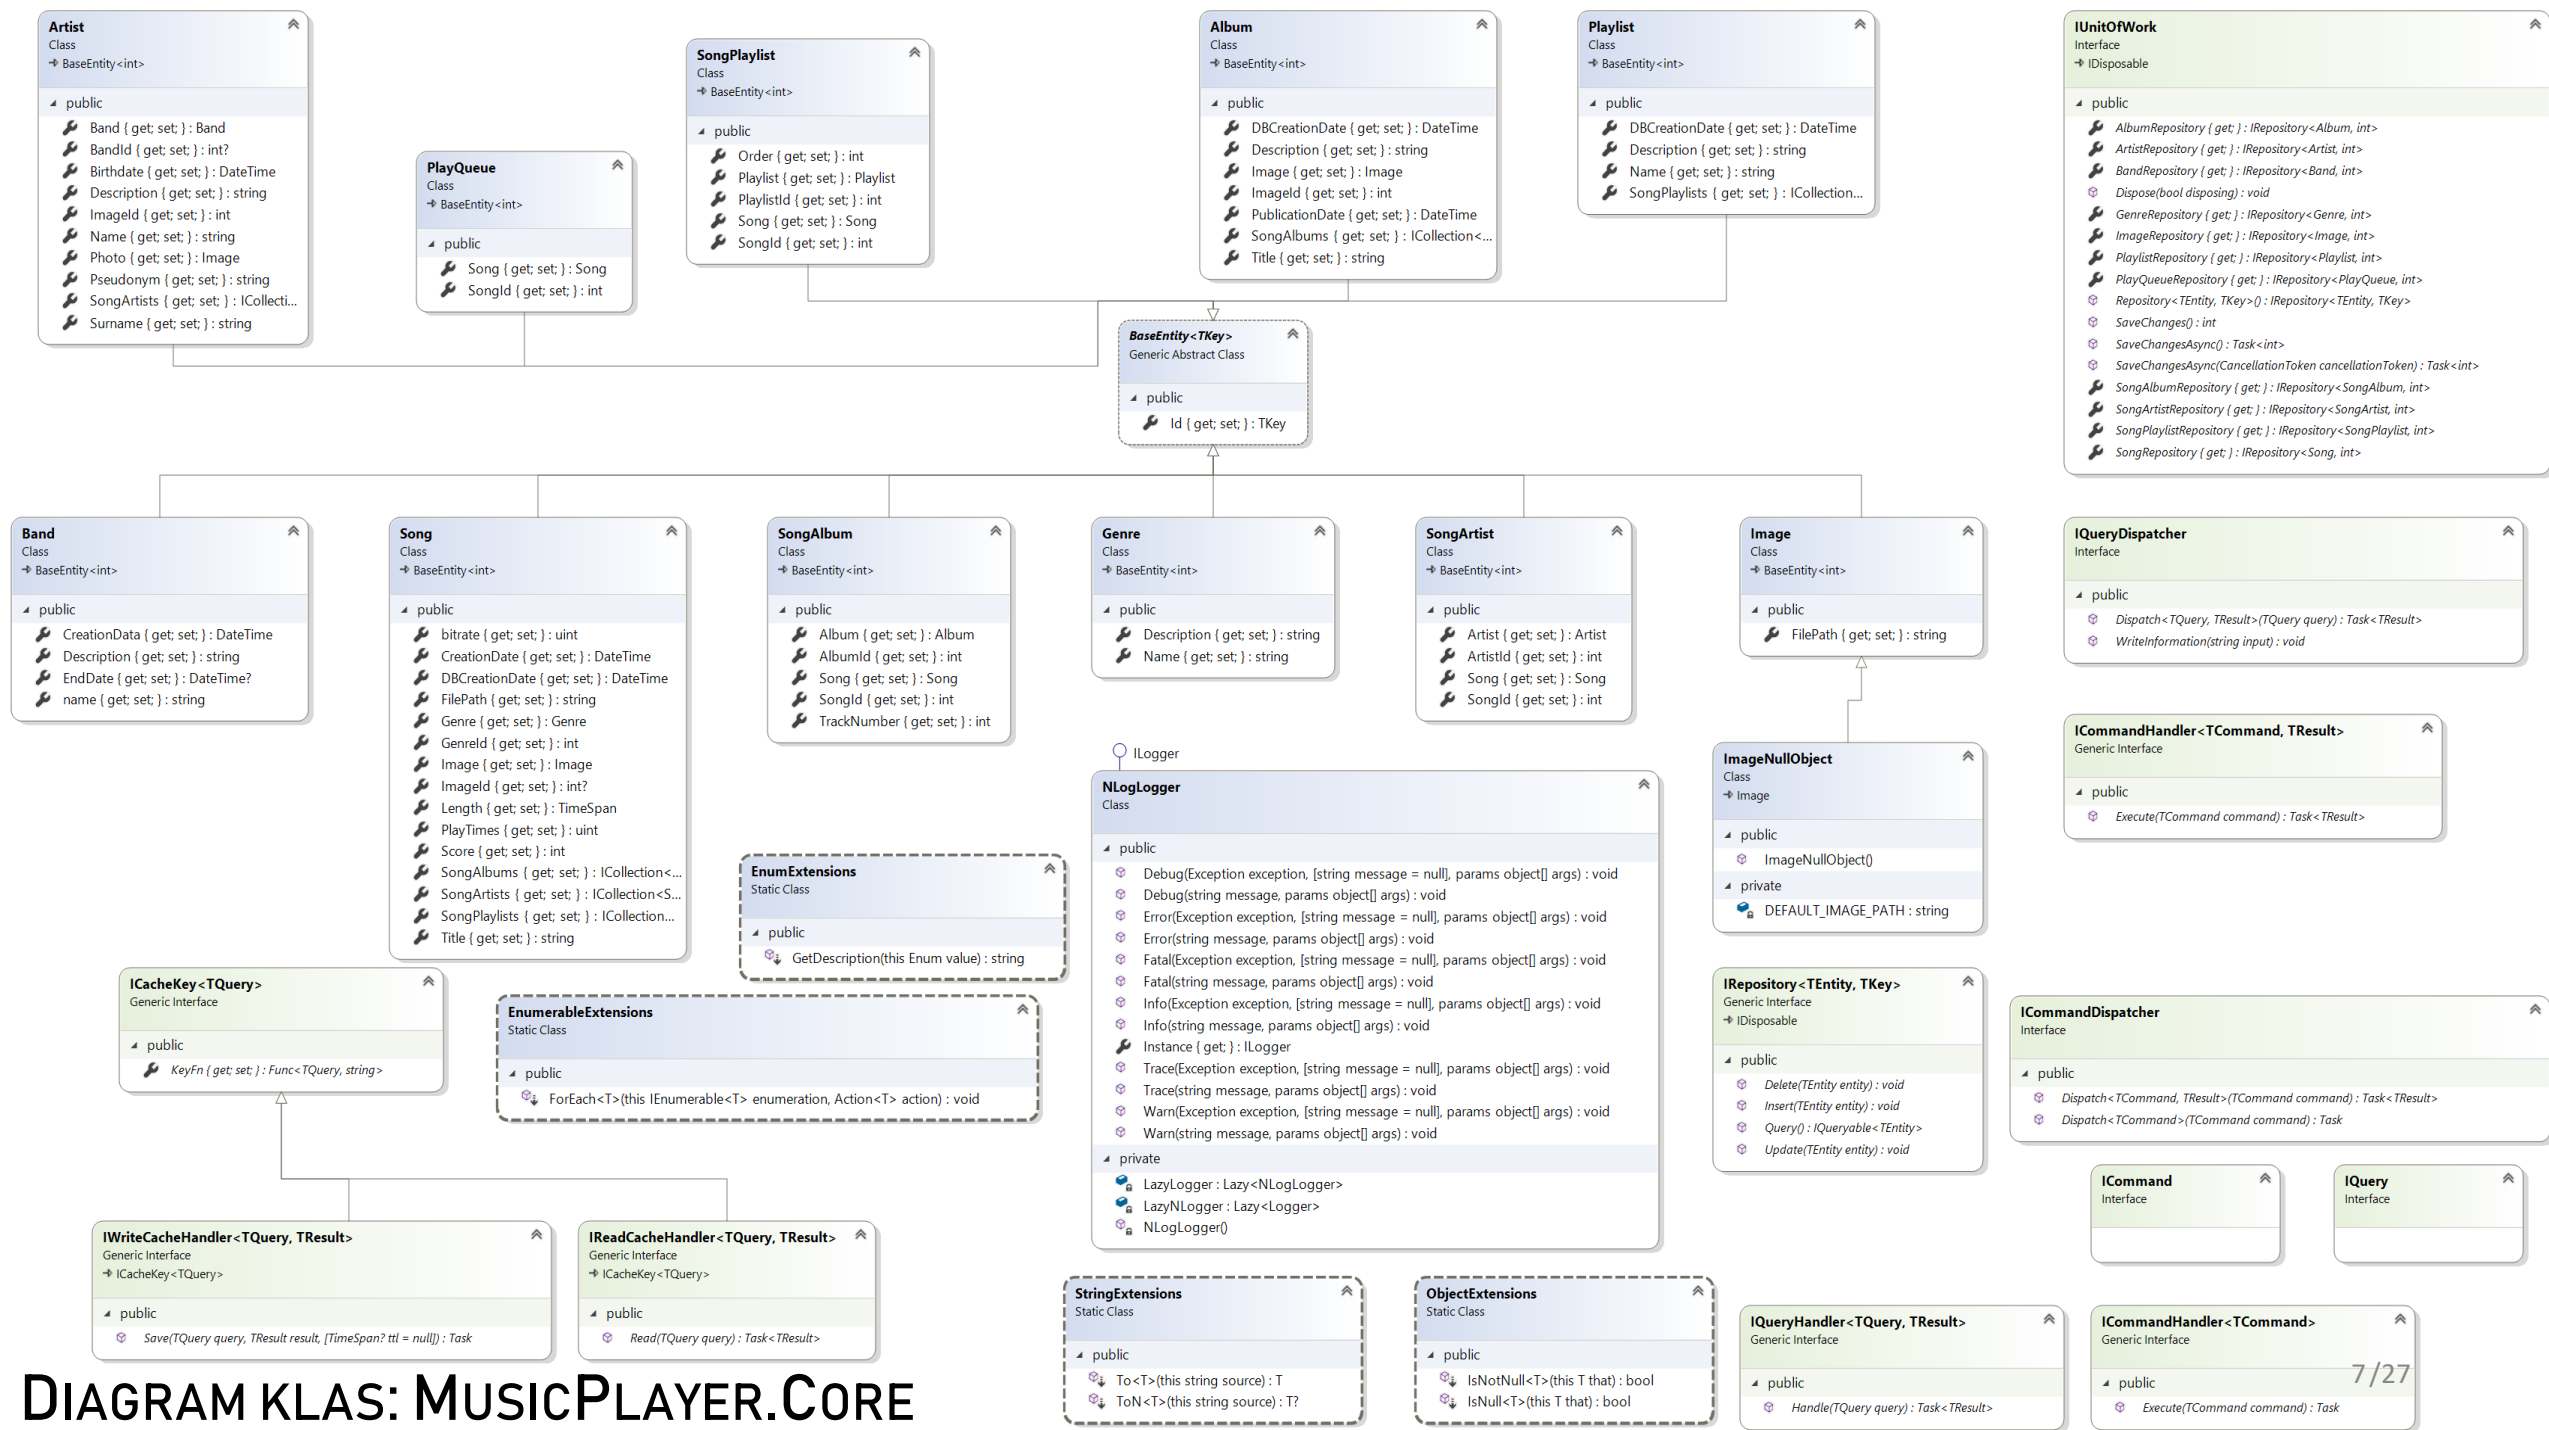 Artist
Class
BaseEntity<int>
public
Band { get; set; } : Band
BandId { get; set; } : int?
Birthdate { get; set; } : DateTime
Description { get; set; } : string
ImageId { get; set; } : int
Name { get; set; } : string
Photo { get; set; } : Image
Pseudonym { get; set; } : string
SongArtists { get; set; } : ICollecti...
Surname { get; set; } : string
PlayQueue
Class
BaseEntity<int>
public
Song { get; set; } : Song
SongId { get; set; } : int
SongPlaylist
Class
BaseEntity<int>
public
Order { get; set; } : int
Playlist { get; set; } : Playlist
PlaylistId { get; set; } : int
Song { get; set; } : Song
SongId { get; set; } : int
Album
Class
BaseEntity<int>
public
DBCreationDate { get; set; } : DateTime
Description { get; set; } : string
Image { get; set; } : Image
ImageId { get; set; } : int
PublicationDate { get; set; } : DateTime
SongAlbums { get; set; } : ICollection<...
Title { get; set; } : string
Playlist
Class
BaseEntity<int>
public
DBCreationDate { get; set; } : DateTime
Description { get; set; } : string
Name { get; set; } : string
SongPlaylists { get; set; } : ICollection...
IUnitOfWork
Interface
IDisposable
public
AlbumRepository { get; } : IRepository<Album, int>
ArtistRepository { get; } : IRepository<Artist, int>
BandRepository { get; } : IRepository<Band, int>
Dispose(bool disposing) : void
GenreRepository { get; } : IRepository<Genre, int>
ImageRepository { get; } : IRepository<Image, int>
PlaylistRepository { get; } : IRepository<Playlist, int>
PlayQueueRepository { get; } : IRepository<PlayQueue, int>
Repository<TEntity, TKey>() : IRepository<TEntity, TKey>
SaveChanges() : int
SaveChangesAsync() : Task<int>
SaveChangesAsync(CancellationToken cancellationToken) : Task<int>
SongAlbumRepository { get; } : IRepository<SongAlbum, int>
SongArtistRepository { get; } : IRepository<SongArtist, int>
SongPlaylistRepository { get; } : IRepository<SongPlaylist, int>
SongRepository { get; } : IRepository<Song, int>
BaseEntity<TKey>
Generic Abstract Class
public
Id { get; set; } : TKey
Band
Class
BaseEntity<int>
public
CreationData { get; set; } : DateTime
Description { get; set; } : string
EndDate { get; set; } : DateTime?
name { get; set; } : string
Song
Class
BaseEntity<int>
public
bitrate { get; set; } : uint
CreationDate { get; set; } : DateTime
DBCreationDate { get; set; } : DateTime
FilePath { get; set; } : string
Genre { get; set; } : Genre
GenreId { get; set; } : int
Image { get; set; } : Image
ImageId { get; set; } : int?
Length { get; set; } : TimeSpan
PlayTimes { get; set; } : uint
Score { get; set; } : int
SongAlbums { get; set; } : ICollection<...
SongArtists { get; set; } : ICollection<S...
SongPlaylists { get; set; } : ICollection...
Title { get; set; } : string
SongAlbum
Class
BaseEntity<int>
public
Album { get; set; } : Album
AlbumId { get; set; } : int
Song { get; set; } : Song
SongId { get; set; } : int
TrackNumber { get; set; } : int
Genre
Class
BaseEntity<int>
public
Description { get; set; } : string
Name { get; set; } : string
SongArtist
Class
BaseEntity<int>
public
Artist { get; set; } : Artist
ArtistId { get; set; } : int
Song { get; set; } : Song
SongId { get; set; } : int
Image
Class
BaseEntity<int>
public
FilePath { get; set; } : string
IQueryDispatcher
Interface
public
Dispatch<TQuery, TResult>(TQuery query) : Task<TResult>
WriteInformation(string input) : void
ICommandHandler<TCommand, TResult>
Generic Interface
public
Execute(TCommand command) : Task<TResult>
ILogger
NLogLogger
Class
public
Debug(Exception exception, [string message = null], params object[] args) : void
Debug(string message, params object[] args) : void
Error(Exception exception, [string message = null], params object[] args) : void
Error(string message, params object[] args) : void
Fatal(Exception exception, [string message = null], params object[] args) : void
Fatal(string message, params object[] args) : void
Info(Exception exception, [string message = null], params object[] args) : void
Info(string message, params object[] args) : void
Instance { get; } : ILogger
Trace(Exception exception, [string message = null], params object[] args) : void
Trace(string message, params object[] args) : void
Warn(Exception exception, [string message = null], params object[] args) : void
Warn(string message, params object[] args) : void
private
LazyLogger : Lazy<NLogLogger>
LazyNLogger : Lazy<Logger>
NLogLogger()
ImageNullObject
Class
Image
public
ImageNullObject()
private
DEFAULT_IMAGE_PATH : string
EnumExtensions
Static Class
public
GetDescription(this Enum value) : string
ICacheKey<TQuery>
Generic Interface
public
KeyFn { get; set; } : Func<TQuery, string>
EnumerableExtensions
Static Class
public
ForEach<T>(this IEnumerable<T> enumeration, Action<T> action) : void
IRepository<TEntity, TKey>
Generic Interface
IDisposable
public
Delete(TEntity entity) : void
Insert(TEntity entity) : void
Query() : IQueryable<TEntity>
Update(TEntity entity) : void
ICommandDispatcher
Interface
public
Dispatch<TCommand, TResult>(TCommand command) : Task<TResult>
Dispatch<TCommand>(TCommand command) : Task
ICommand
Interface
IQuery
Interface
IWriteCacheHandler<TQuery, TResult>
Generic Interface
ICacheKey<TQuery>
public
Save(TQuery query, TResult result, [TimeSpan? ttl = null]) : Task
IReadCacheHandler<TQuery, TResult>
Generic Interface
ICacheKey<TQuery>
public
Read(TQuery query) : Task<TResult>
StringExtensions
Static Class
public
To<T>(this string source) : T
ToN<T>(this string source) : T?
ObjectExtensions
Static Class
public
IsNotNull<T>(this T that) : bool
IsNull<T>(this T that) : bool
IQueryHandler<TQuery, TResult>
Generic Interface
public
Handle(TQuery query) : Task<TResult>
ICommandHandler<TCommand>
Generic Interface
public
Execute(TCommand command) : Task
7/27
DIAGRAM KLAS: MUSICPLAYER.CORE